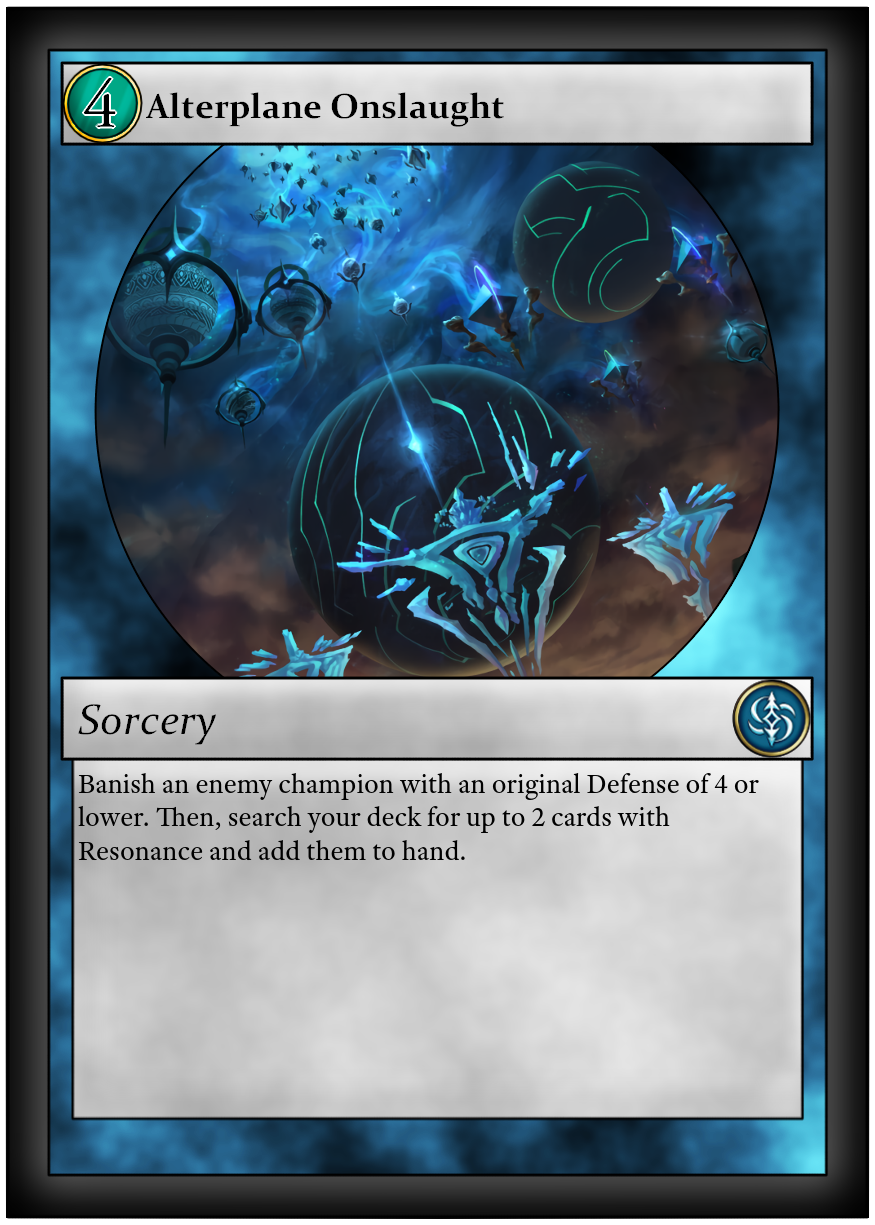 4
Alterplane Onslaught
Sorcery
Banish an enemy champion with an original Defense of 4 or
lower. Then, search your deck for up to 2 cards with
Resonance and add them to hand.